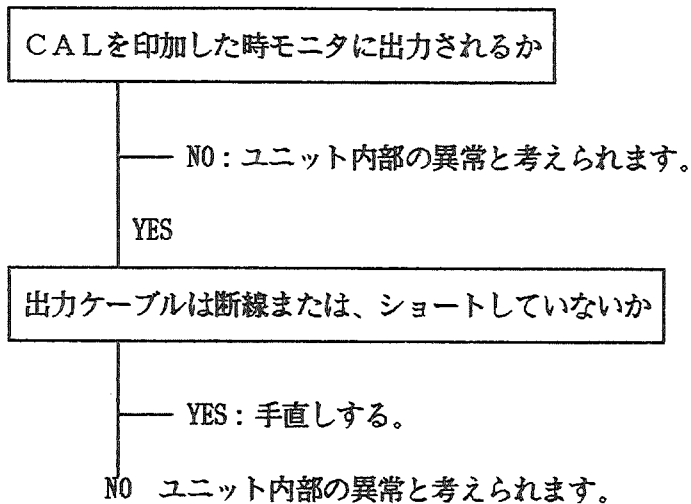 ＣＡＬを印加した時モニタに出力されるか
NO：ユニット内部の異常と考えられます。
YES
出力ケーブルは断線または、ショートしていないか
YES：手直しする。
NO ユニット内部の異常と考えられます。